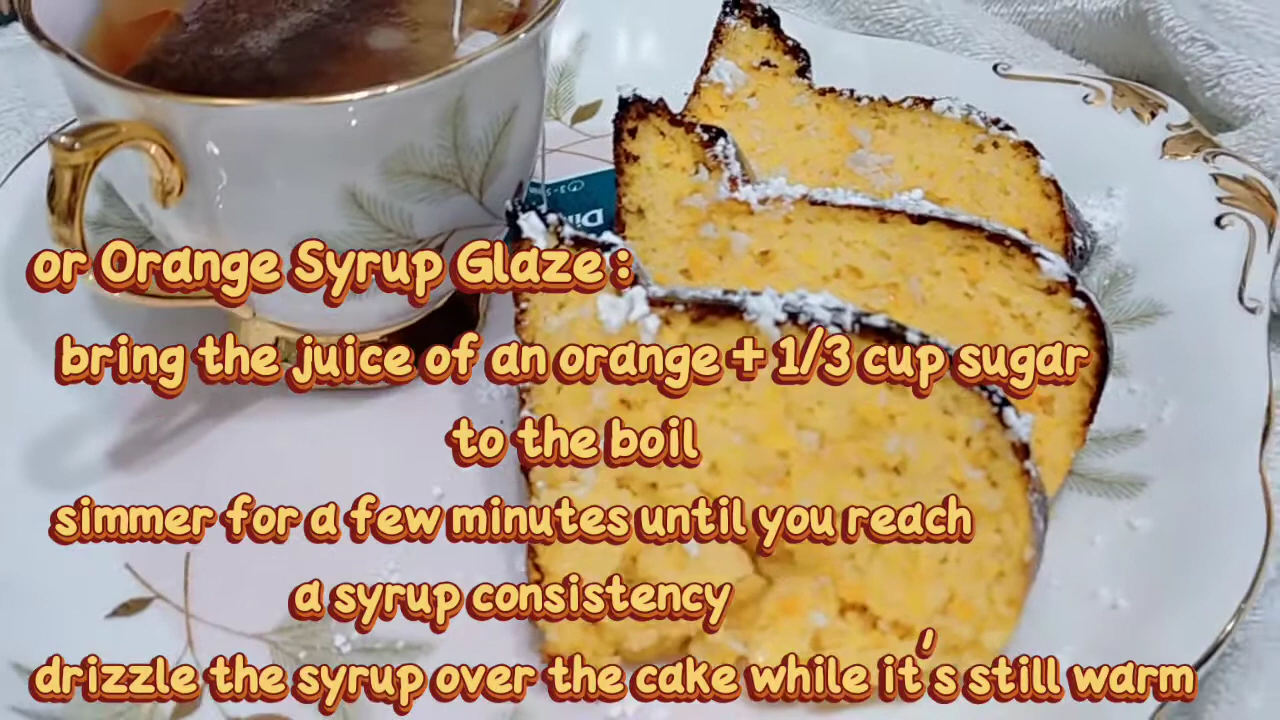 or Orange Syrup Glaze :
bring the juice of an orange + 1/3 cup sugar
to the boil
simmer for a few minutes until you reach
a syrup consistency
drizzle the syrup over the cake while it's still warm